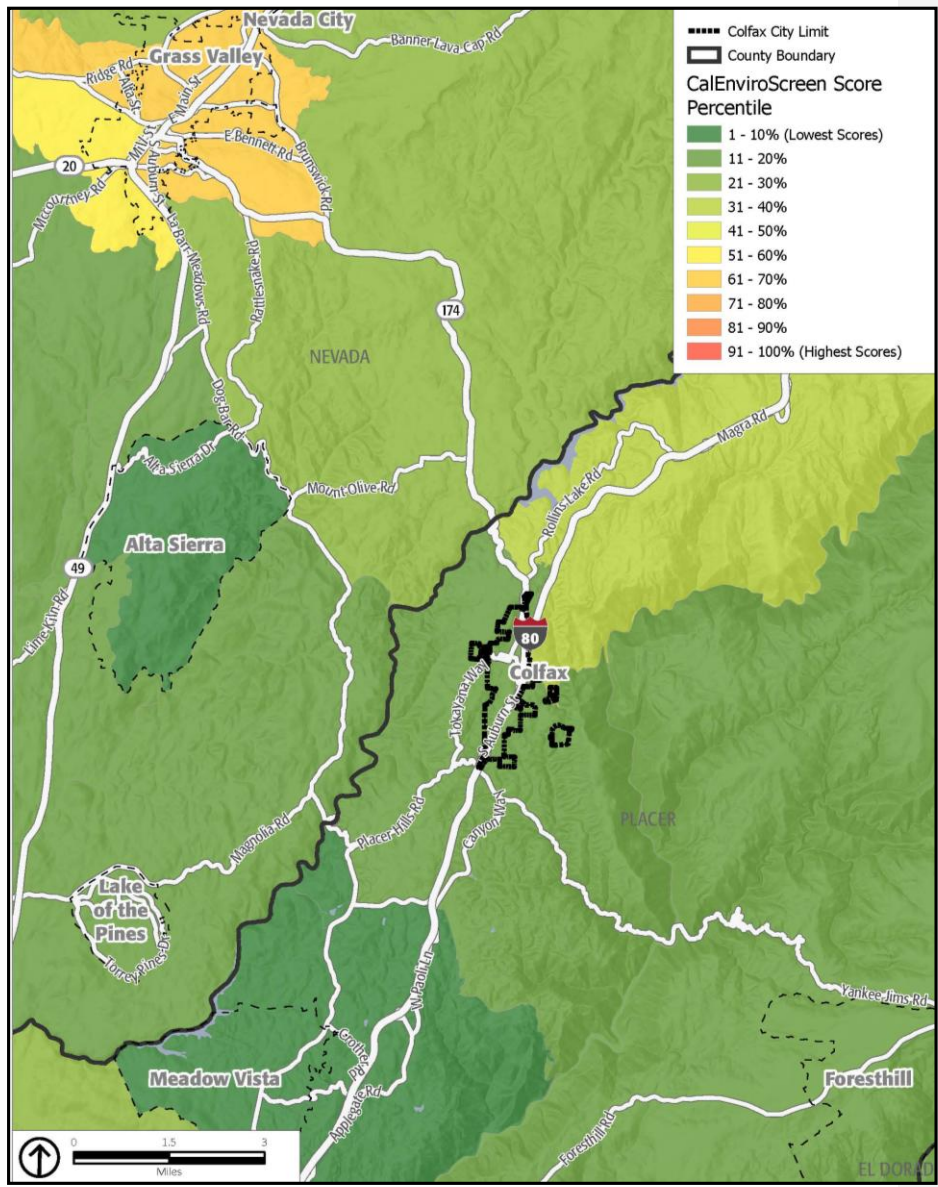 Nevada City
Banner Lava Cap Rd
Grass Valley
Ridge Rd
Alta St
E Main St
Mill St
E Bennett Rd
Brunswick Rd
S Auburn St
20
Mccourtney Rd
La Barr Meadows Rd
Rattlesnake Rd
174
NEVADA
Dog Bar Rd
Magra Rd
Alta Sierra Dr
Mount Olive Rd
Rollins Lake Rd
Alta Sierra
49
Lime Kiln Rd
80
Colfax
Tokayana Way
S Auburn St
PLACER
Placer Hills Rd
Canyon Way
Magnolia Rd
Lake
of the
Pines
Torrey Pines Dr
W Paoli Ln
Yankee Jims Rd
Meadow Vista
Applegate Rd
Foresthill
Foresthill Rd
EL DORAD
Colfax City Limit
County Boundary
CalEnviroScreen Score
Percentile
1 - 10% (Lowest Scores)
11 - 20%
21 - 30%
31 - 40%
41 - 50%
51 - 60%
61 - 70%
71 - 80%
81 - 90%
91 - 100% (Highest Scores)
0 1.5 3
Miles